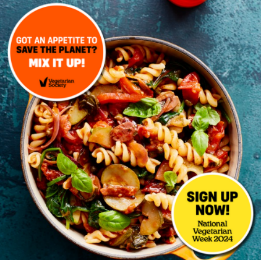 GOT AN APPETITE TO
SAVE THE PLANET?
MIX IT UP!
Vegetarian
Society
SIGN UP
NOW!
National
Vegetarian
Week 2024